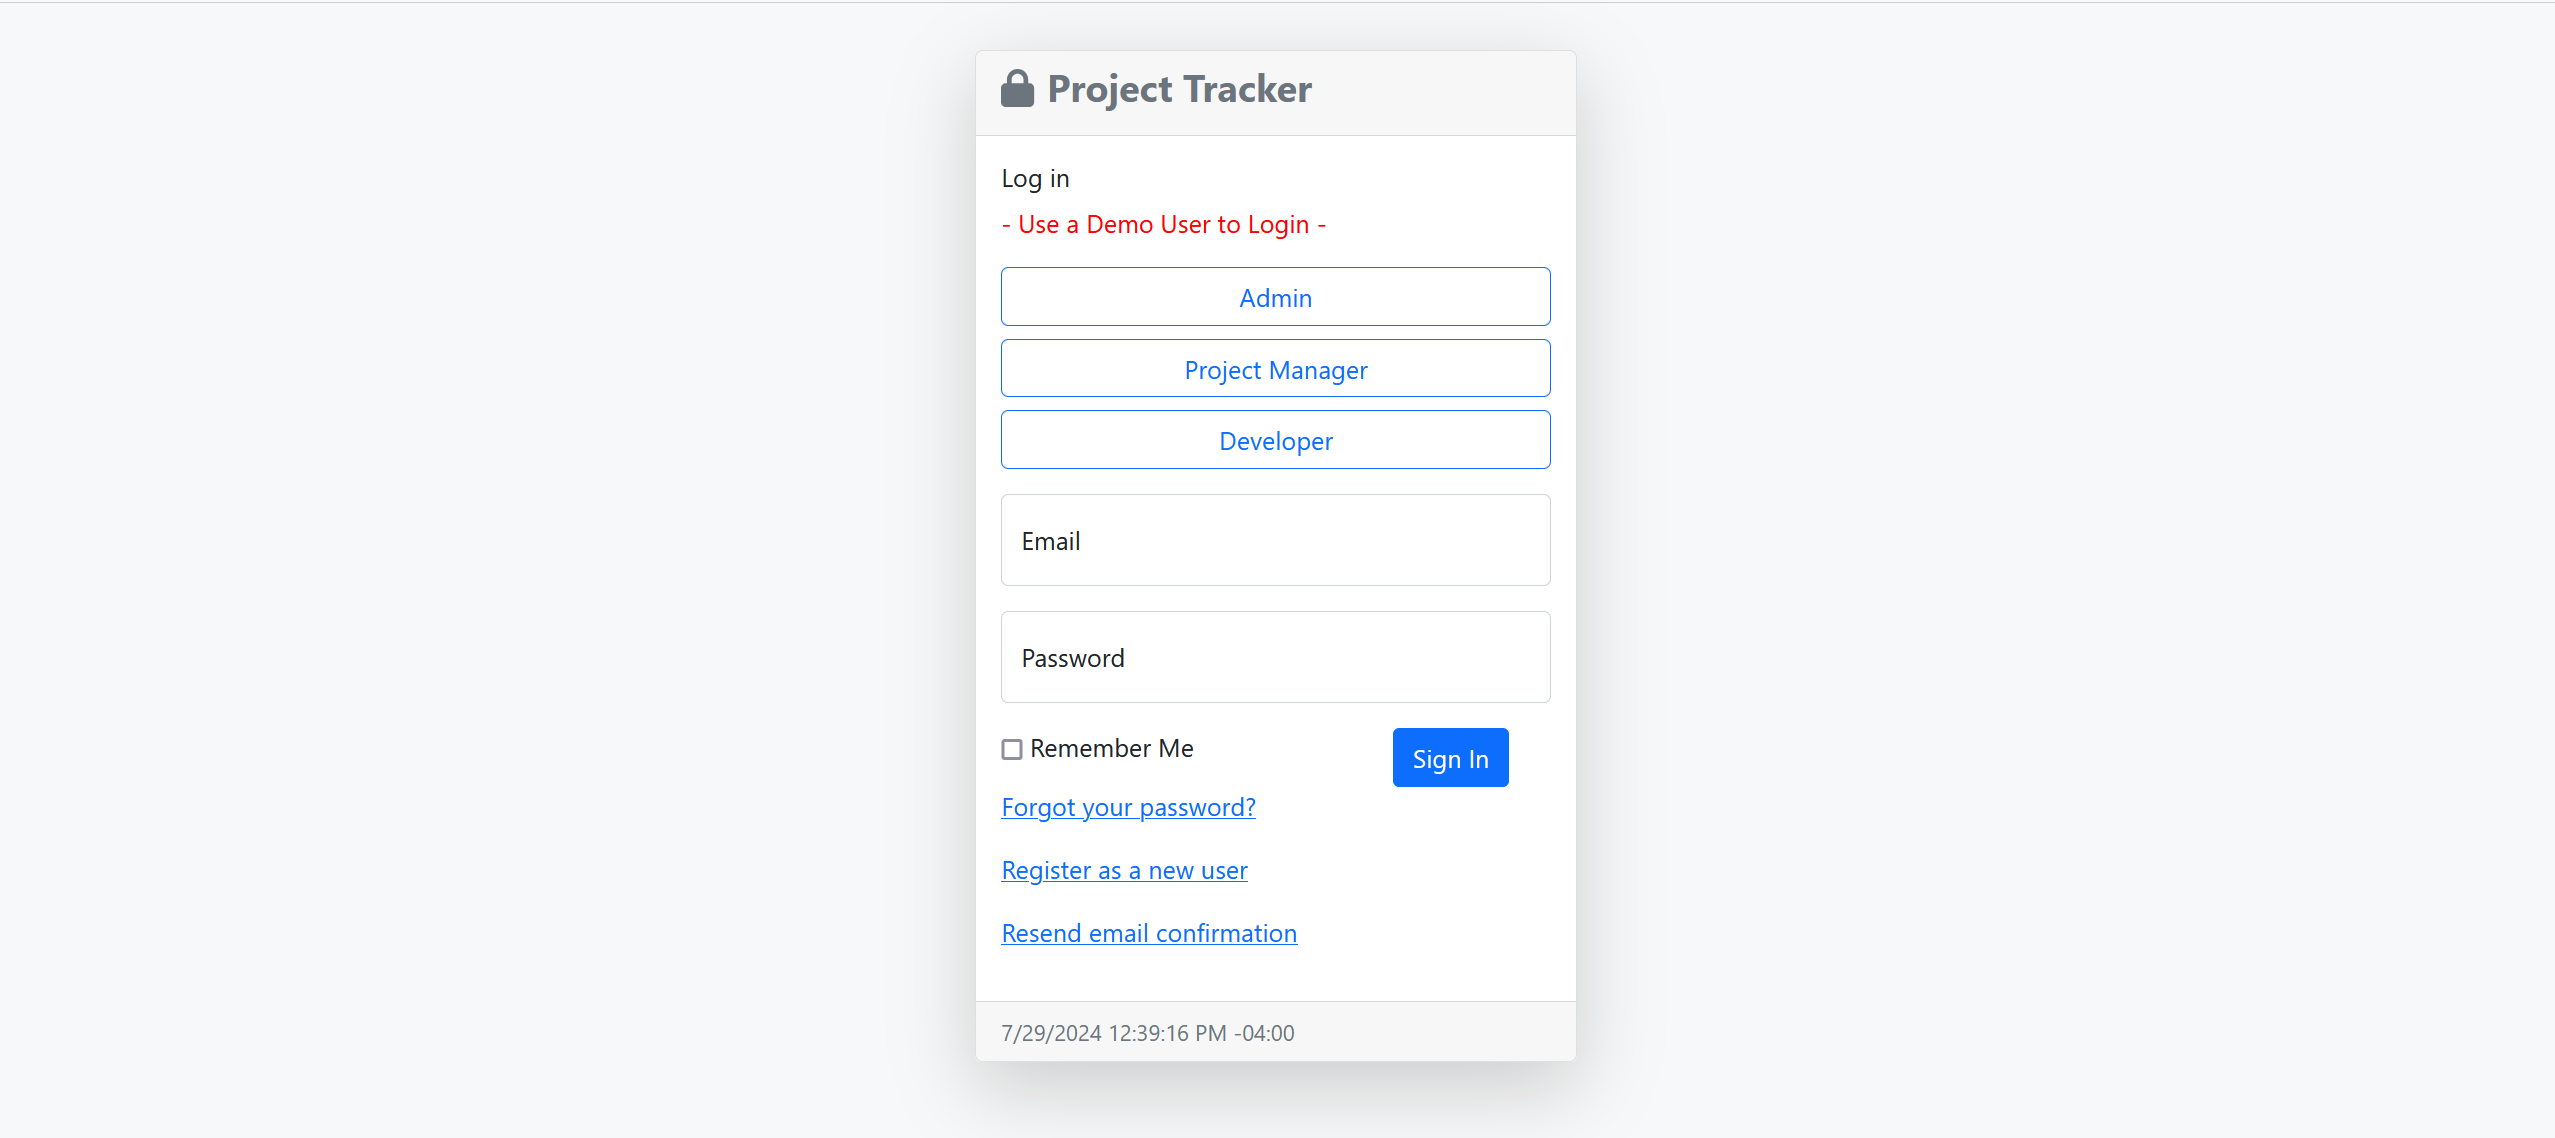 Project Tracker
Log in
- Use a Demo User to Login -
Admin
Project Manager
Developer
Email
Password
Remember Me
Sign In
Forgot your password?
Register as a new user
Resend email confirmation
7/29/2024 12:39:16 PM -04:00